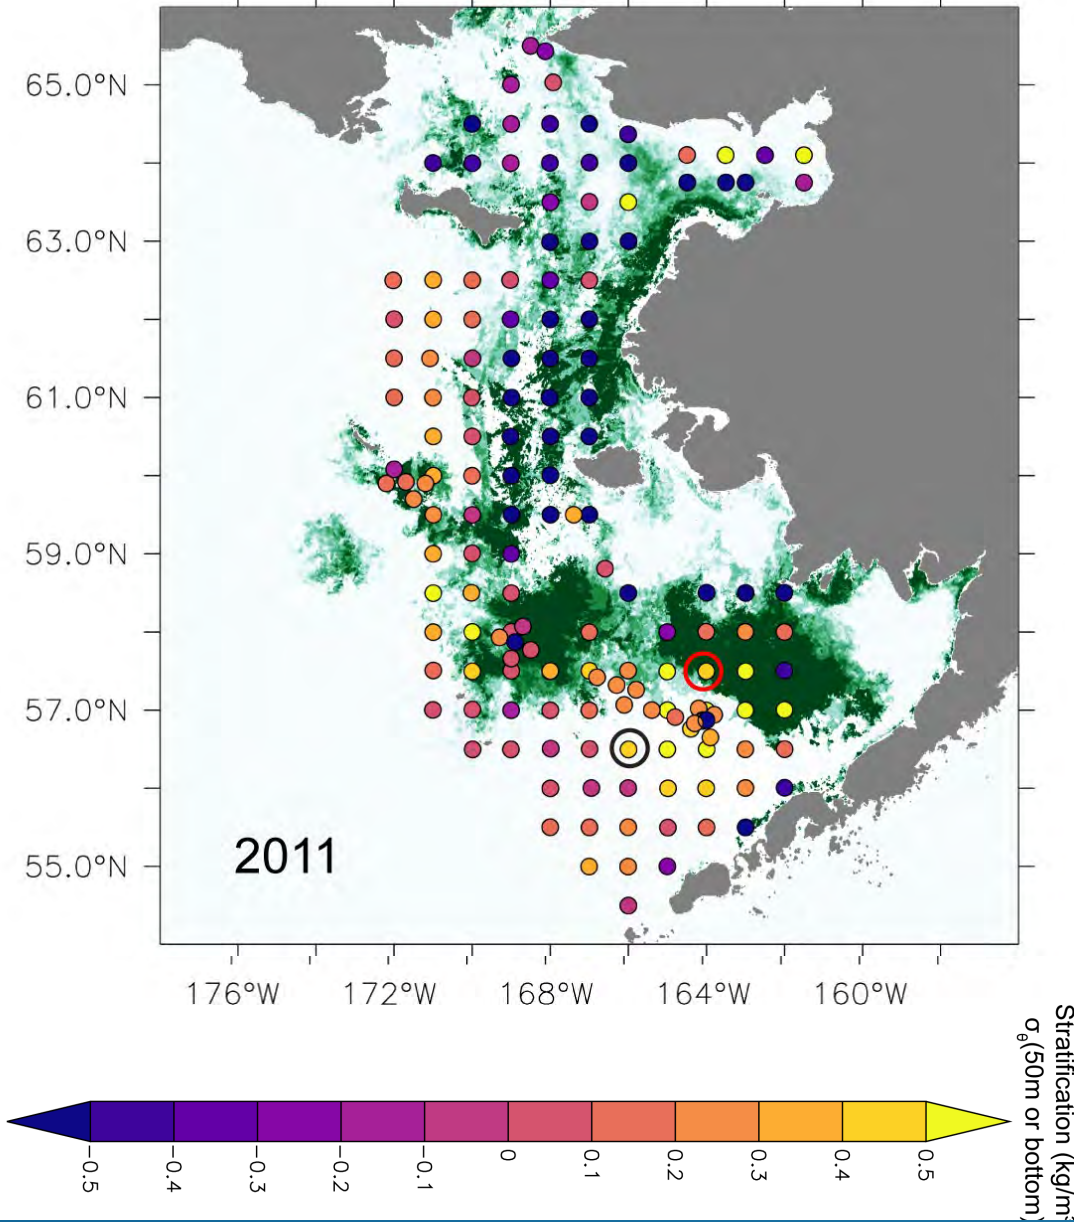 65.0°N
63.0°N
61.0°N
59.0°N
57.0°N
55.0°N
2011
176°W 172°W 168°W 164°W 160°W
Stratification (kg/m³
σθ(50m or bottom)
-0.5 -0.4 -0.3 -0.2 -0.1 0 0.1 0.2 0.3 0.4 0.5